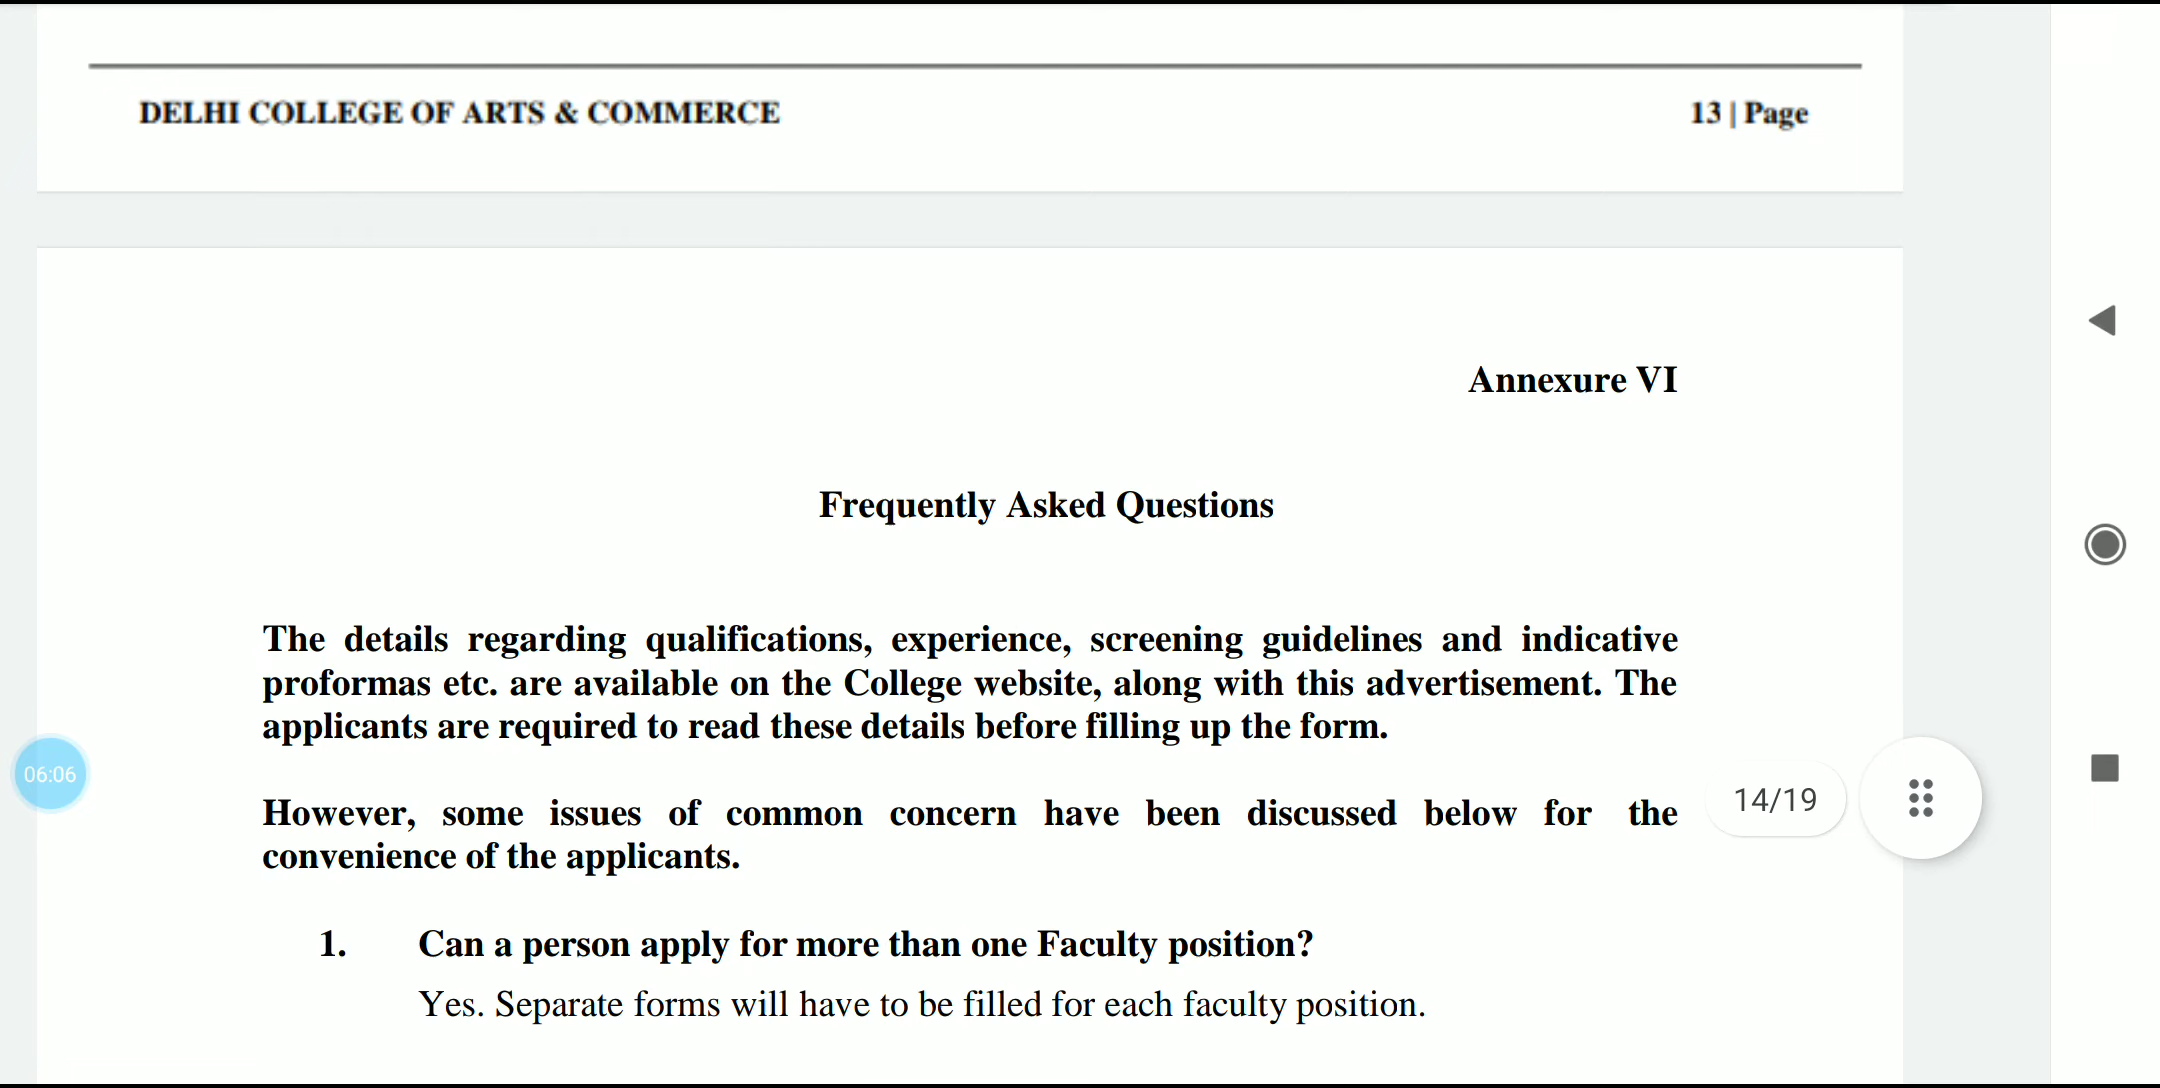 DELHI COLLEGE OF ARTS & COMMERCE 13 | Page
Annexure VI
Frequently Asked Questions
The details regarding qualifications, experience, screening guidelines and indicative
proformas etc. are available on the College website, along with this advertisement. The
applicants are required to read these details before filling up the form.
06:06
14/19
However, some issues of common concern have been discussed below for the
convenience of the applicants.
1. Can a person apply for more than one Faculty position?
Yes. Separate forms will have to be filled for each faculty position.